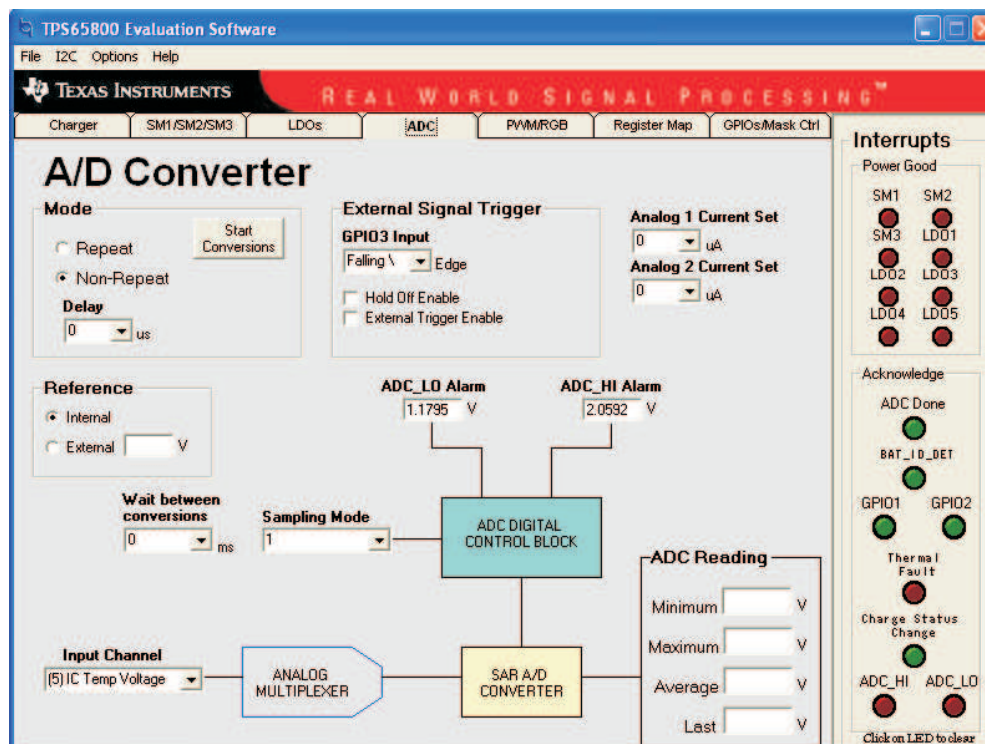 TPS65800 Evaluation Software
File I2C Options Help
TEXAS INSTRUMENTS
REAL WORLD SIGNAL PROCESSING™
Charger SM1/SM2/SM3 LDOs ADC PWM/RGB Register Map GPIOs/Mask Ctrl
A/D Converter
Mode
Repeat
Non-Repeat
Start
Conversions
Delay
0 us
External Signal Trigger
GPIO3 Input
Falling \ Edge
Hold Off Enable
External Trigger Enable
Analog 1 Current Set
0 uA
Analog 2 Current Set
0 uA
Reference
Internal
External V
ADC_LO Alarm
1.1795 V
ADC_HI Alarm
2.0592 V
Wait between
conversions
0 ms
Sampling Mode
1
ADC DIGITAL
CONTROL BLOCK
Input Channel
(5) IC Temp Voltage
ANALOG
MULTIPLEXER
SAR A/D
CONVERTER
ADC Reading
Minimum V
Maximum V
Average V
Last V
Interrupts
Power Good
SM1 SM2
SM3 LDO1
LDO2 LDO3
LDO4 LDO5
Acknowledge
ADC Done
BAT_ID_DET
GPIO1 GPIO2
Thermal
Fault
Charge Status
Change
ADC_HI ADC_LO
Click on LED to clear